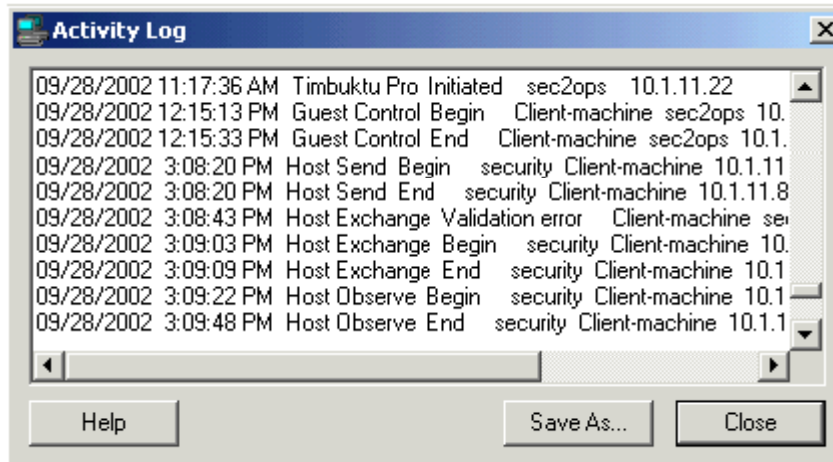 Activity Log
09/28/2002 11:17:36 AM Timbuktu Pro Initiated sec2ops 10.1.11.22
09/28/2002 12:15:13 PM Guest Control Begin Client-machine sec2ops 10.
09/28/2002 12:15:33 PM Guest Control End Client-machine sec2ops 10.1.
09/28/2002 3:08:20 PM Host Send Begin security Client-machine 10.1.11
09/28/2002 3:08:20 PM Host Send End security Client-machine 10.1.11.8
09/28/2002 3:08:43 PM Host Exchange Validation error Client-machine se
09/28/2002 3:09:03 PM Host Exchange Begin security Client-machine 10.
09/28/2002 3:09:09 PM Host Exchange End security Client-machine 10.1
09/28/2002 3:09:22 PM Host Observe Begin security Client-machine 10.1
09/28/2002 3:09:48 PM Host Observe End security Client-machine 10.1.1
Help Save As... Close